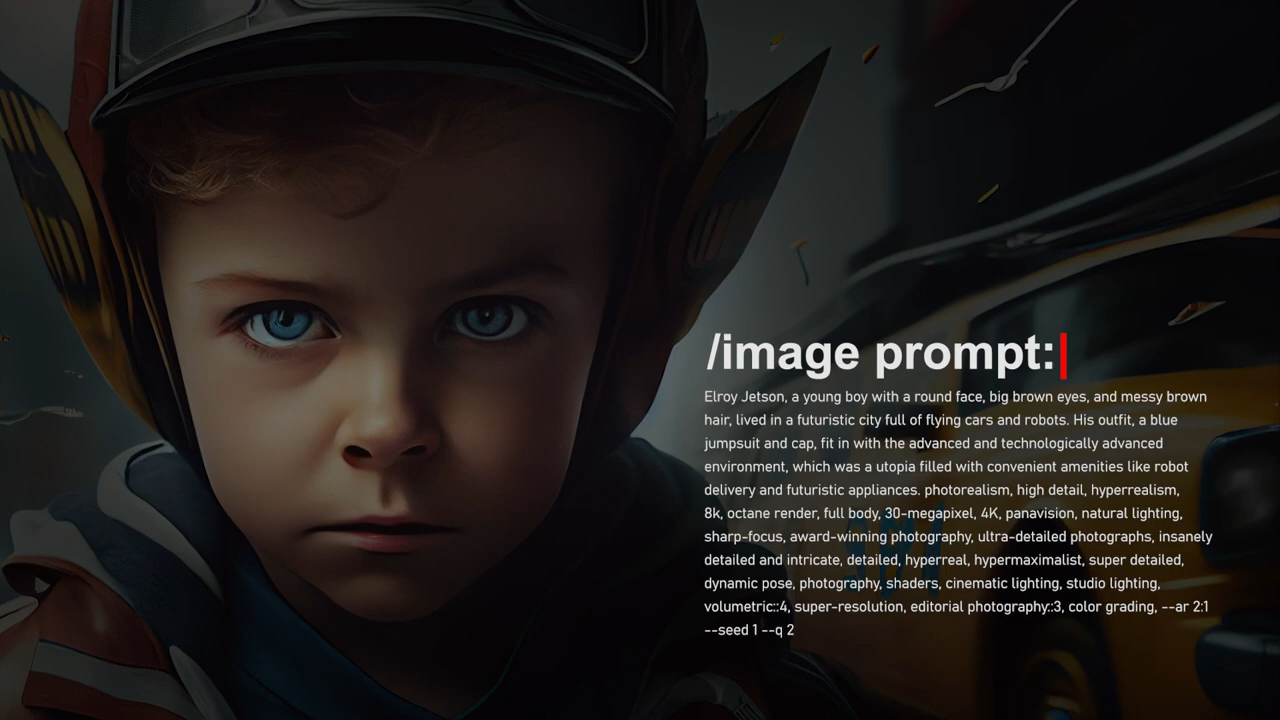 /image prompt:
Elroy Jetson, a young boy with a round face, big brown eyes, and messy brown
hair, lived in a futuristic city full of flying cars and robots. His outfit, a blue
jumpsuit and cap, fit in with the advanced and technologically advanced
environment, which was a utopia filled with convenient amenities like robot
delivery and futuristic appliances. photorealism, high detail, hyperrealism,
8k, octane render, full body, 30-megapixel, 4K, panavision, natural lighting,
sharp-focus, award-winning photography, ultra-detailed photographs, insanely
detailed and intricate, detailed, hyperreal, hypermaximalist, super detailed,
dynamic pose, photography, shaders, cinematic lighting, studio lighting,
volumetric::4, super-resolution, editorial photography::3, color grading, --ar 2:1
--seed 1 --q 2